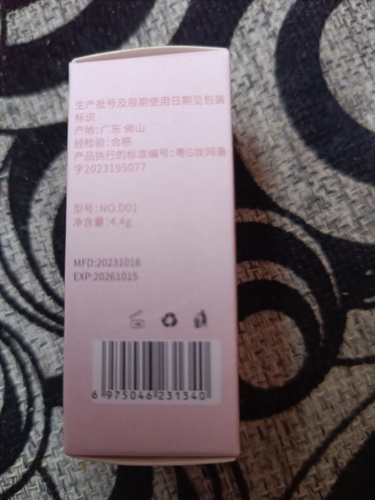 生产批号及限期使用日期见包装
标识
产地:广东 佛山
经检验:合格
产品执行的标准编号:粤G妆网备
字2023195077
型号:NO.D01
净含量:4.4g
MFD:20231016
EXP:20261015
6 975046 231340